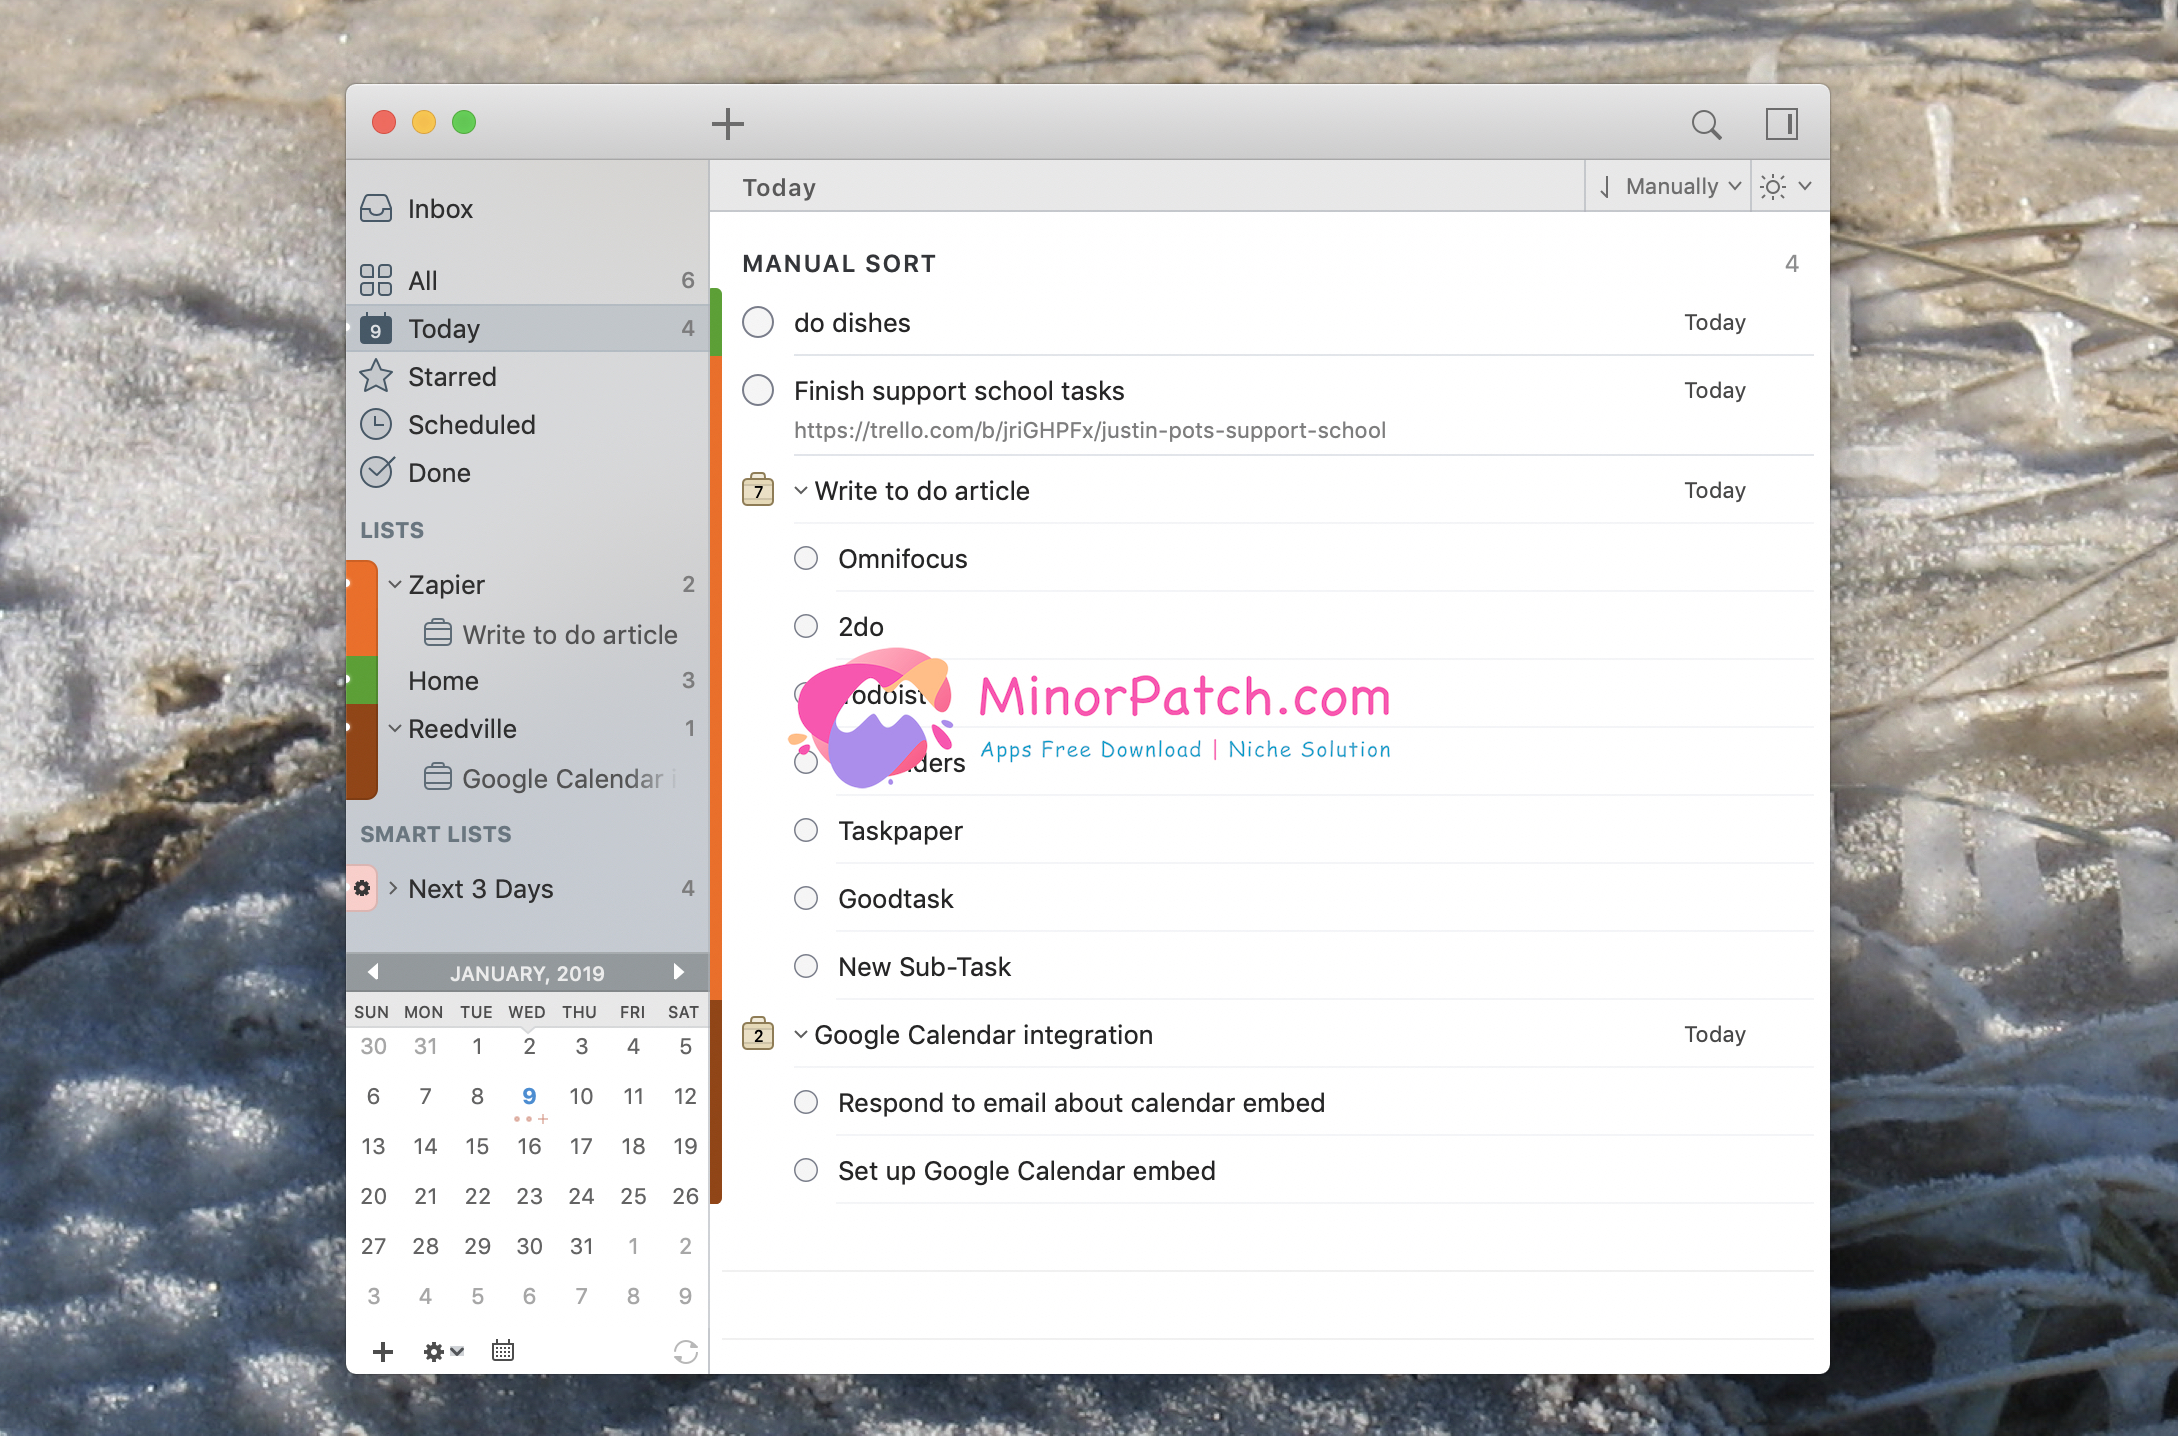 Today
Manually
Inbox
All 6
9 Today 4
Starred
Scheduled
Done
LISTS
Zapier 2
Write to do article
Home 3
Reedville 1
Google Calendar i
SMART LISTS
Next 3 Days 4
JANUARY, 2019
SUN MON TUE WED THU FRI SAT
30 31 1 2 3 4 5
6 7 8 9 10 11 12
13 14 15 16 17 18 19
20 21 22 23 24 25 26
27 28 29 30 31 1 2
3 4 5 6 7 8 9
MANUAL SORT 4
do dishes Today
Finish support school tasks Today
https://trello.com/b/jriGHPFx/justin-pots-support-school
7 Write to do article Today
Omnifocus
2do
MinorPatch.com
Apps Free Download | Niche Solution
Taskpaper
Goodtask
New Sub-Task
2 Google Calendar integration Today
Respond to email about calendar embed
Set up Google Calendar embed